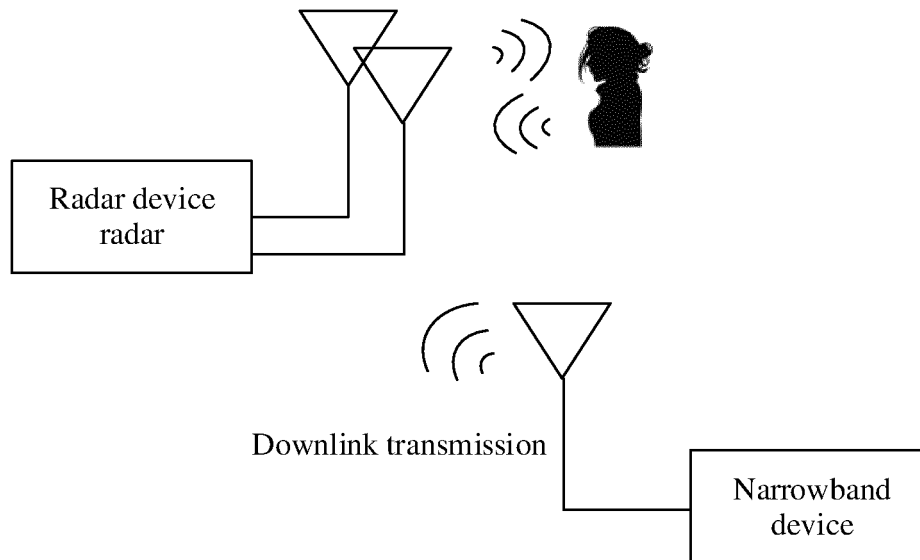 Radar device
radar
Downlink transmission
Narrowband
device